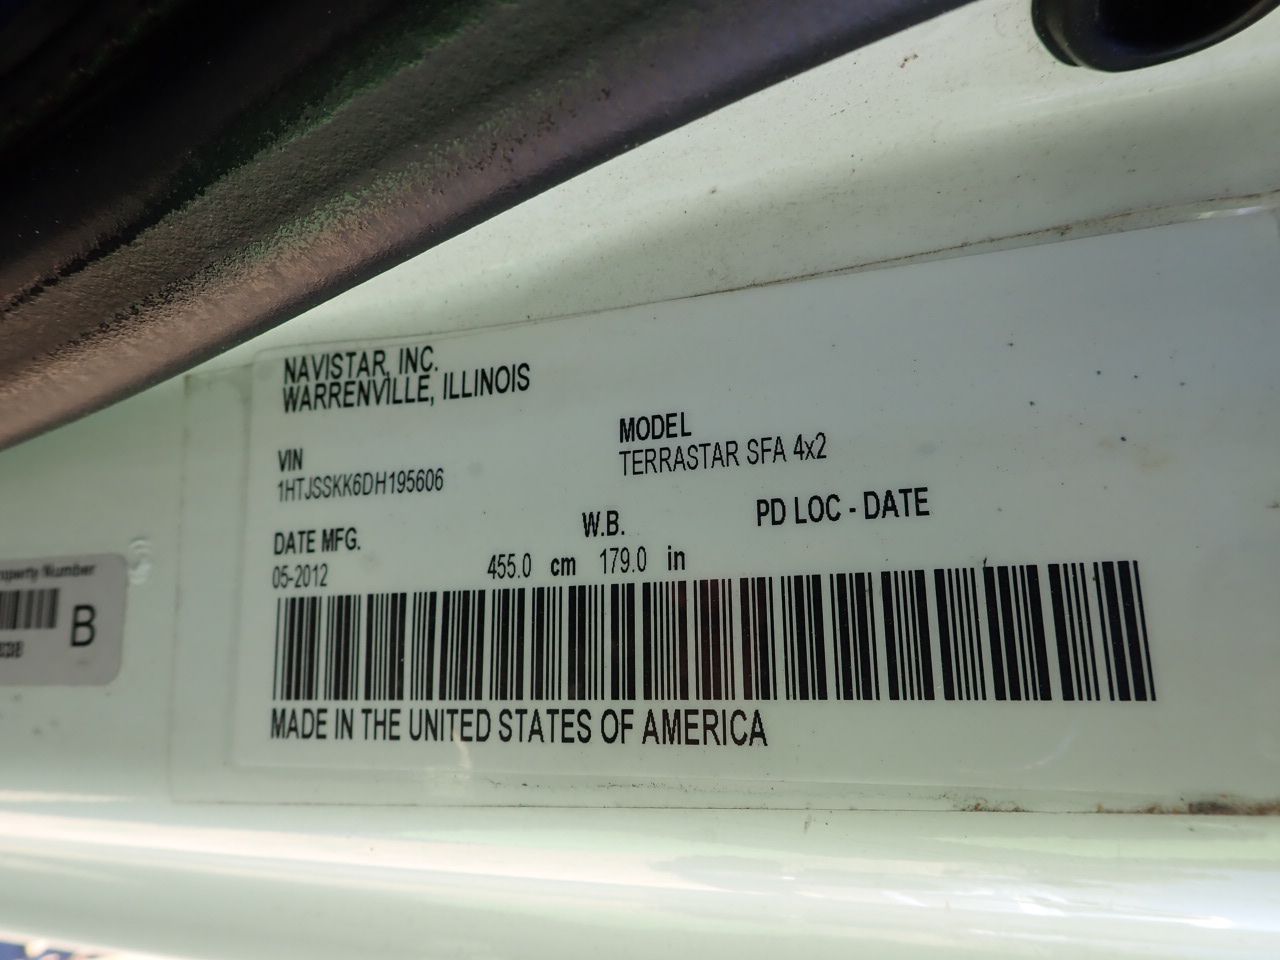 NAVISTAR, INC.
WARRENVILLE, ILLINOIS
VIN
1HTJSSKK6DH195606
MODEL
TERRASTAR SFA 4x2
DATE MFG.
05-2012
W.B.
455.0 cm 179.0 in
PD LOC - DATE
MADE IN THE UNITED STATES OF AMERICA
Number
B